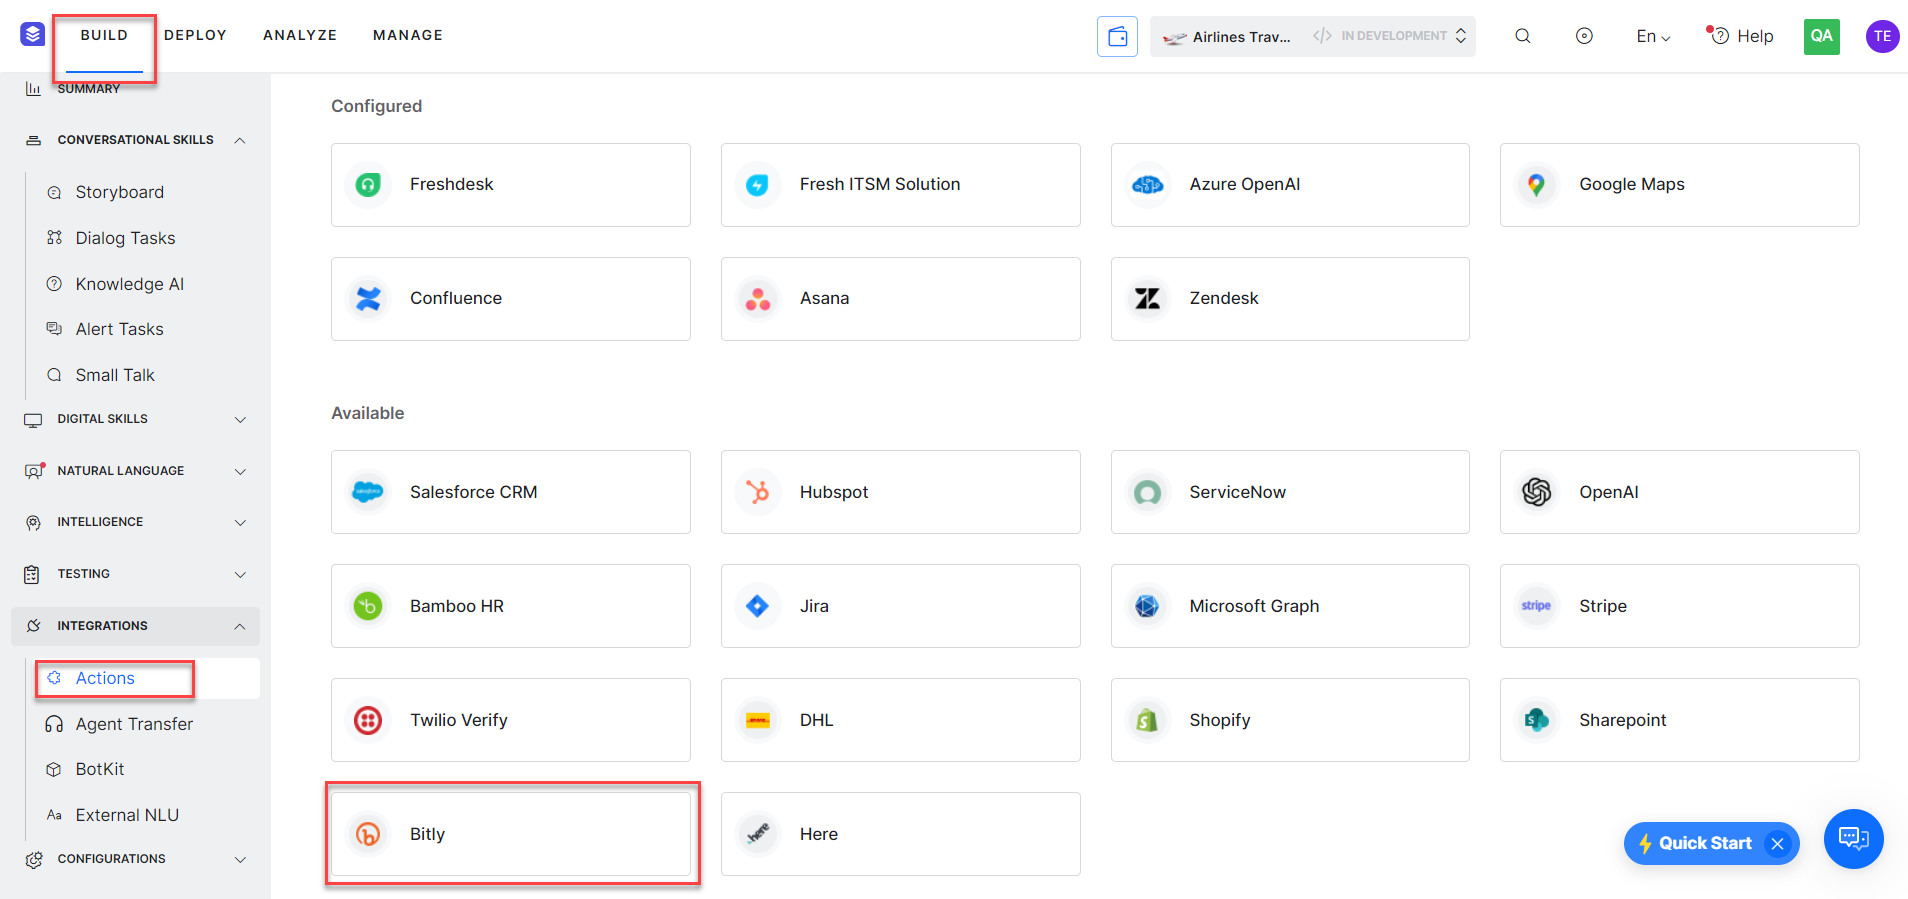 BUILD DEPLOY ANALYZE MANAGE Airlines Trav... </> IN DEVELOPMENT En Help QA TE
SUMMARY
CONVERSATIONAL SKILLS
Storyboard
Dialog Tasks
Knowledge AI
Alert Tasks
Small Talk
DIGITAL SKILLS
NATURAL LANGUAGE
INTELLIGENCE
TESTING
INTEGRATIONS
Actions
Agent Transfer
BotKit
Aa External NLU
CONFIGURATIONS
Configured
Freshdesk Fresh ITSM Solution Azure OpenAI Google Maps
Confluence Asana Zendesk
Available
salesforce Salesforce CRM Hubspot ServiceNow OpenAI
Bamboo HR Jira Microsoft Graph stripe Stripe
Twilio Verify DHL Shopify Sharepoint
Bitly here Here
Quick Start